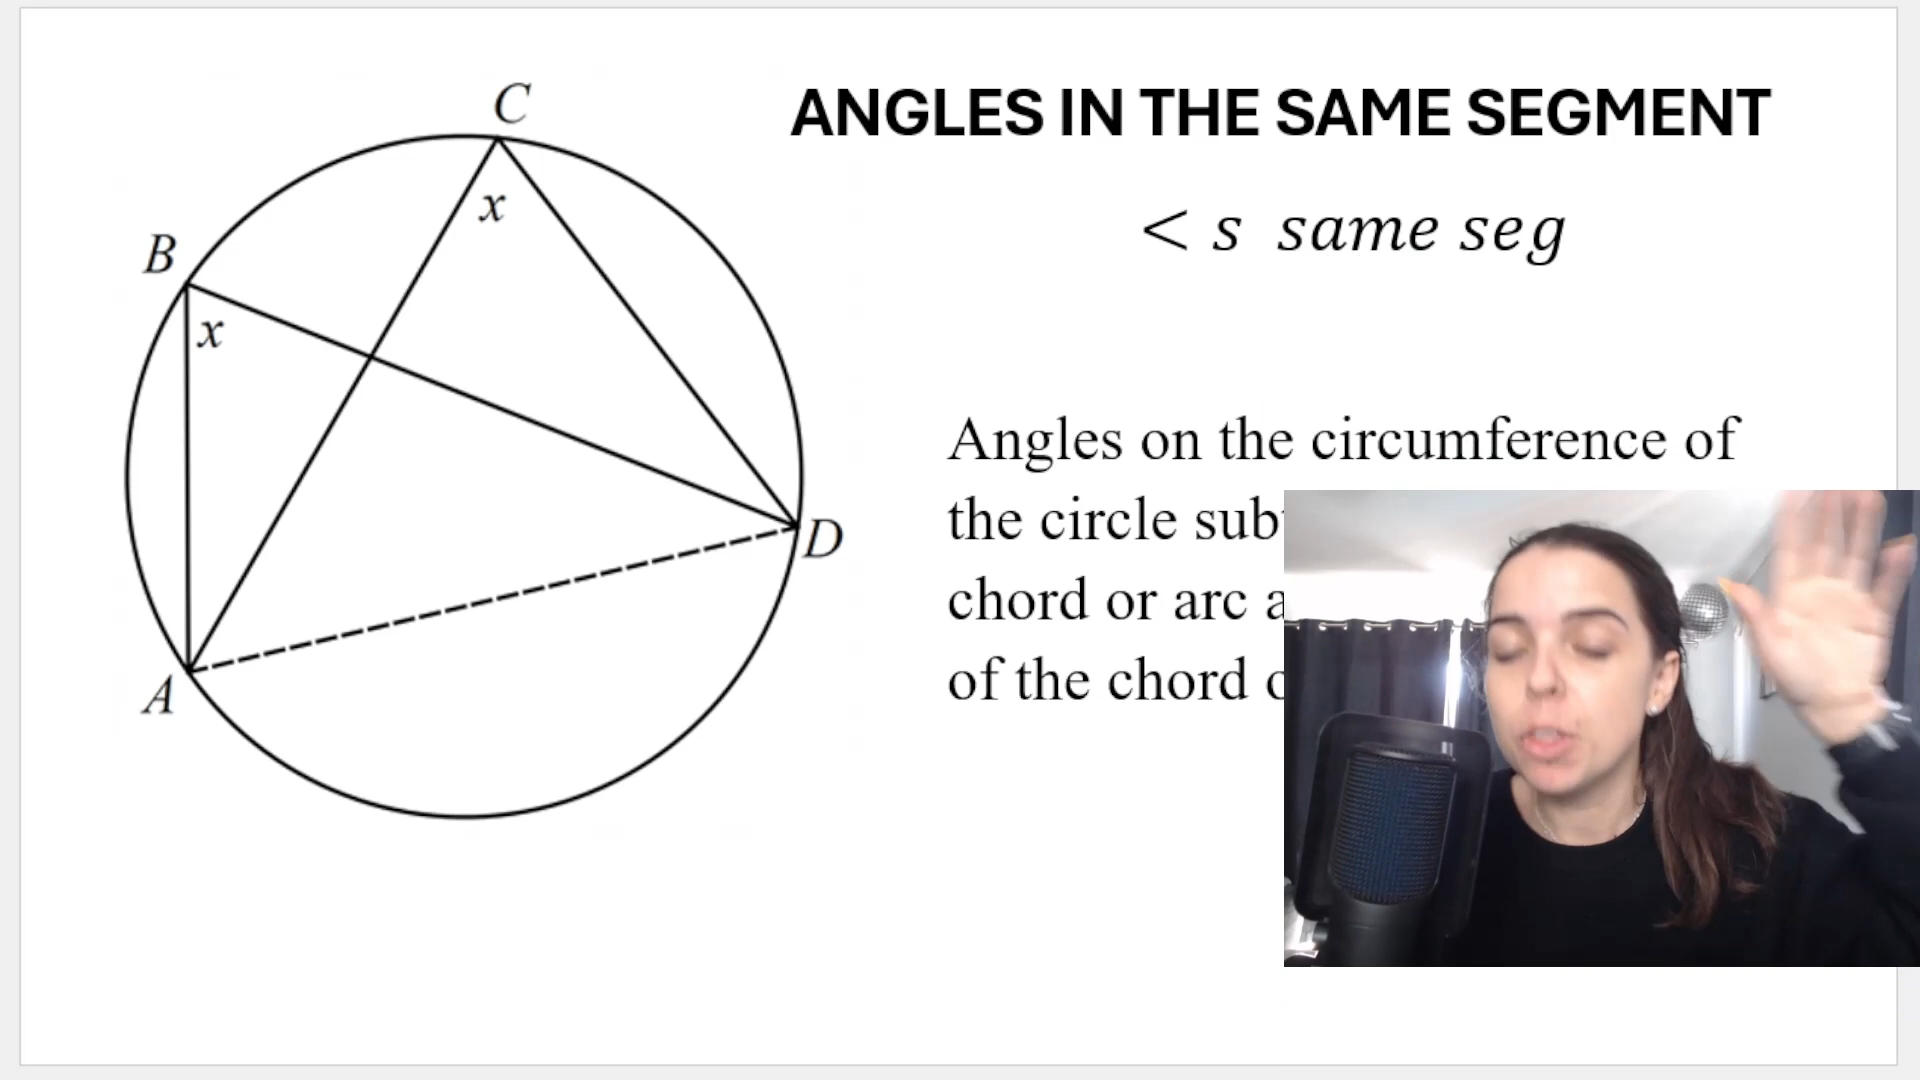 C
ANGLES IN THE SAME SEGMENT
x
< s same seg
B
x
Angles on the circumference of
the circle
D
chord or arc
A
of the chord